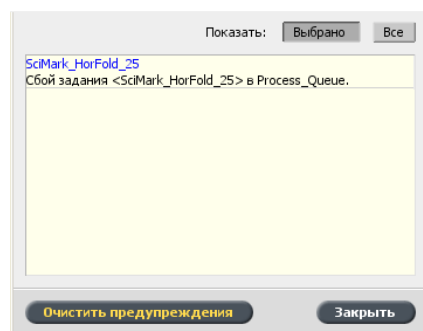 Показать: Выбрано Все
SciMark_HorFold_25
Сбой задания <SciMark_HorFold_25> в Process_Queue.
Очистить предупреждения Закрыть